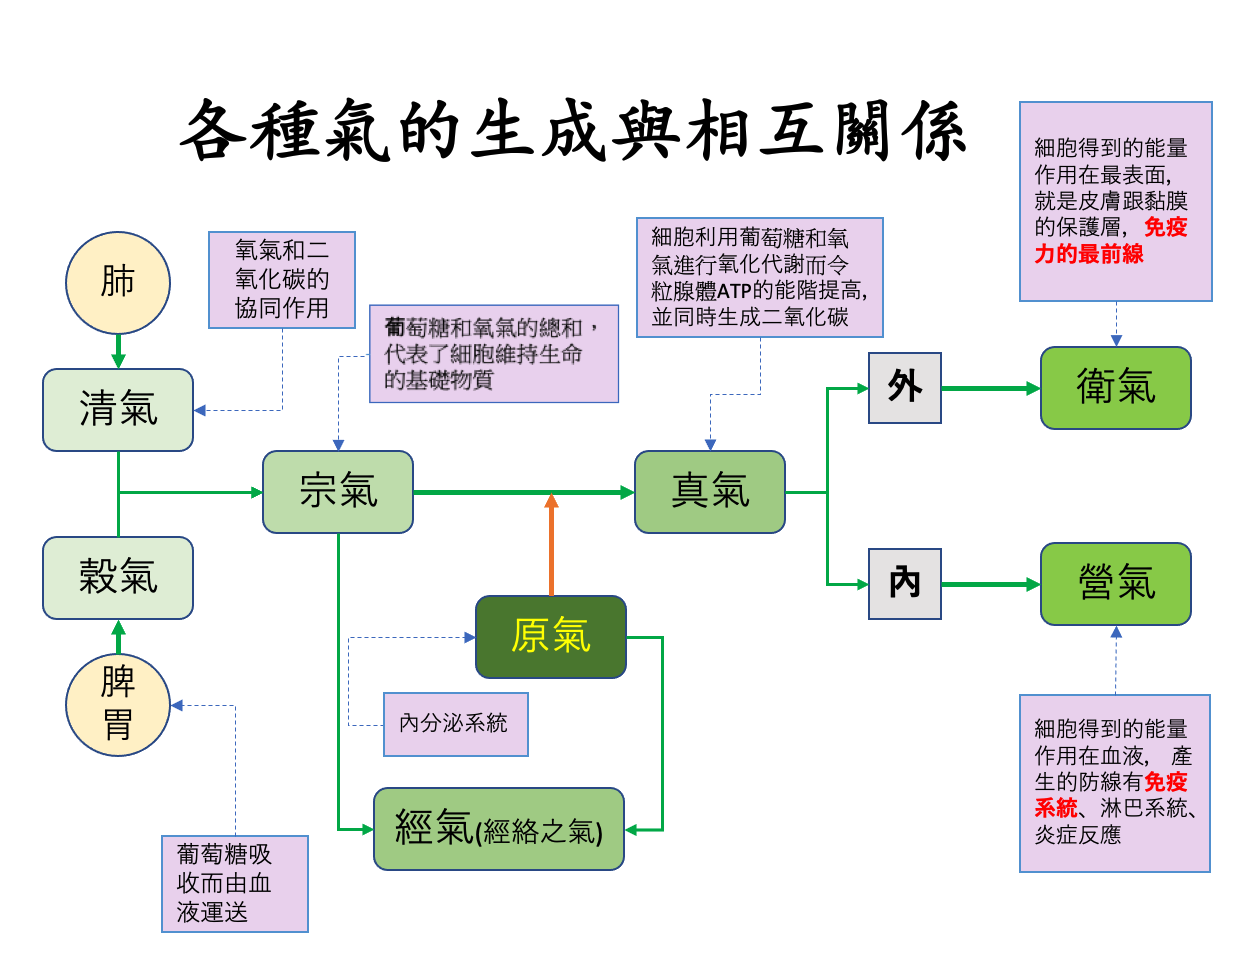 各種氣的生成與相互關係
肺
氧氣和二
氧化碳的
協同作用
清氣
葡萄糖和氧氣的總和，
代表了細胞維持生命
的基礎物質
宗氣
細胞利用葡萄糖和氧
氣進行氧化代謝而令
粒腺體ATP的能階提高,
並同時生成二氧化碳
真氣
細胞得到的能量
作用在最表面,
就是皮膚跟黏膜
的保護層, 免疫
力的最前線
外
衛氣
穀氣
脾
胃
葡萄糖吸
收而由血
液運送
原氣
內分泌系統
經氣(經絡之氣)
內
營氣
細胞得到的能量
作用在血液, 產
生的防線有免疫
系統、淋巴系統、
炎症反應